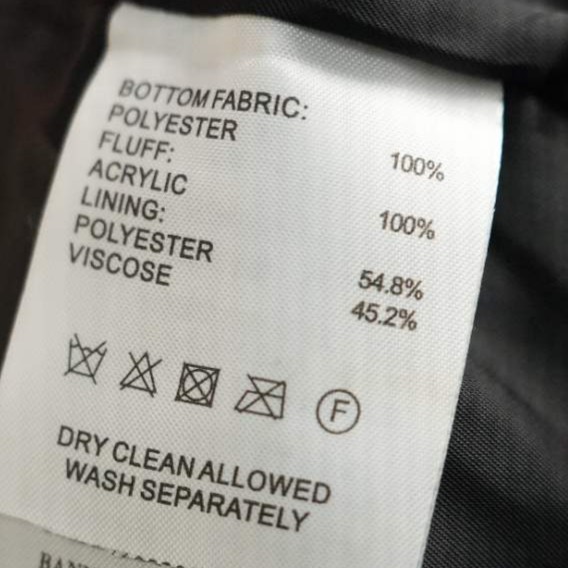 BOTTOM FABRIC:
POLYESTER 100%
FLUFF:
ACRYLIC 100%
LINING:
POLYESTER 54.8%
VISCOSE 45.2%
F
DRY CLEAN ALLOWED
WASH SEPARATELY